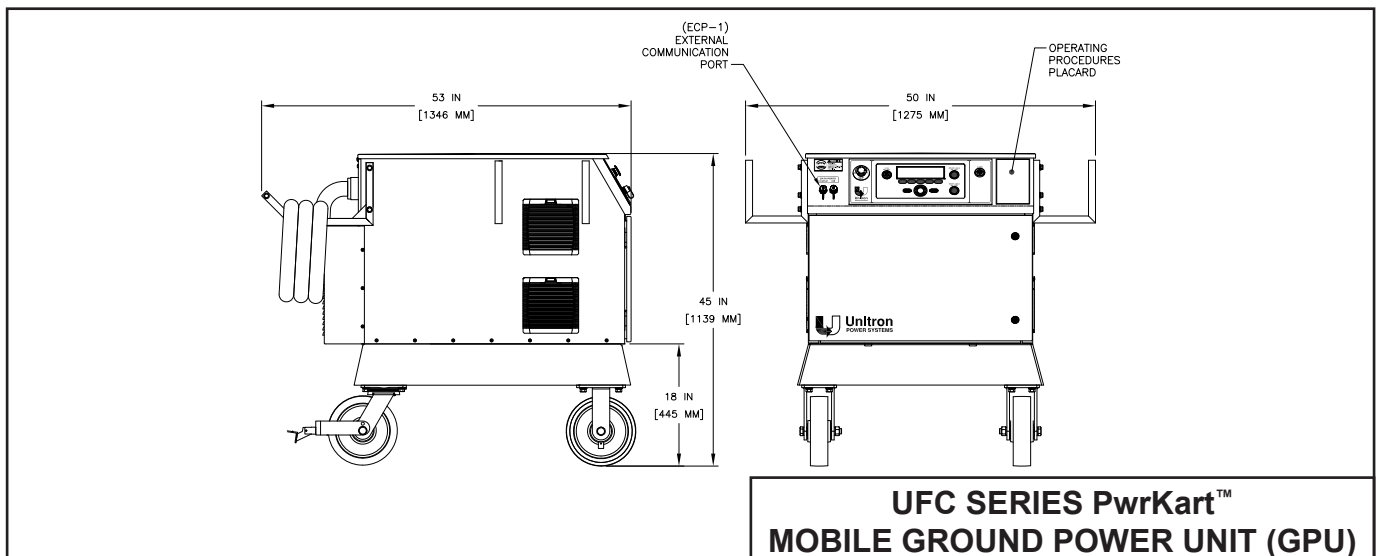 (ECP-1)
EXTERNAL
COMMUNICATION
PORT
OPERATING
PROCEDURES
PLACARD
53 IN
[1346 MM]
50 IN
[1275 MM]
45 IN
[1139 MM]
18 IN
[445 MM]
Unitron
POWER SYSTEMS
UFC SERIES PwrKart™
MOBILE GROUND POWER UNIT (GPU)